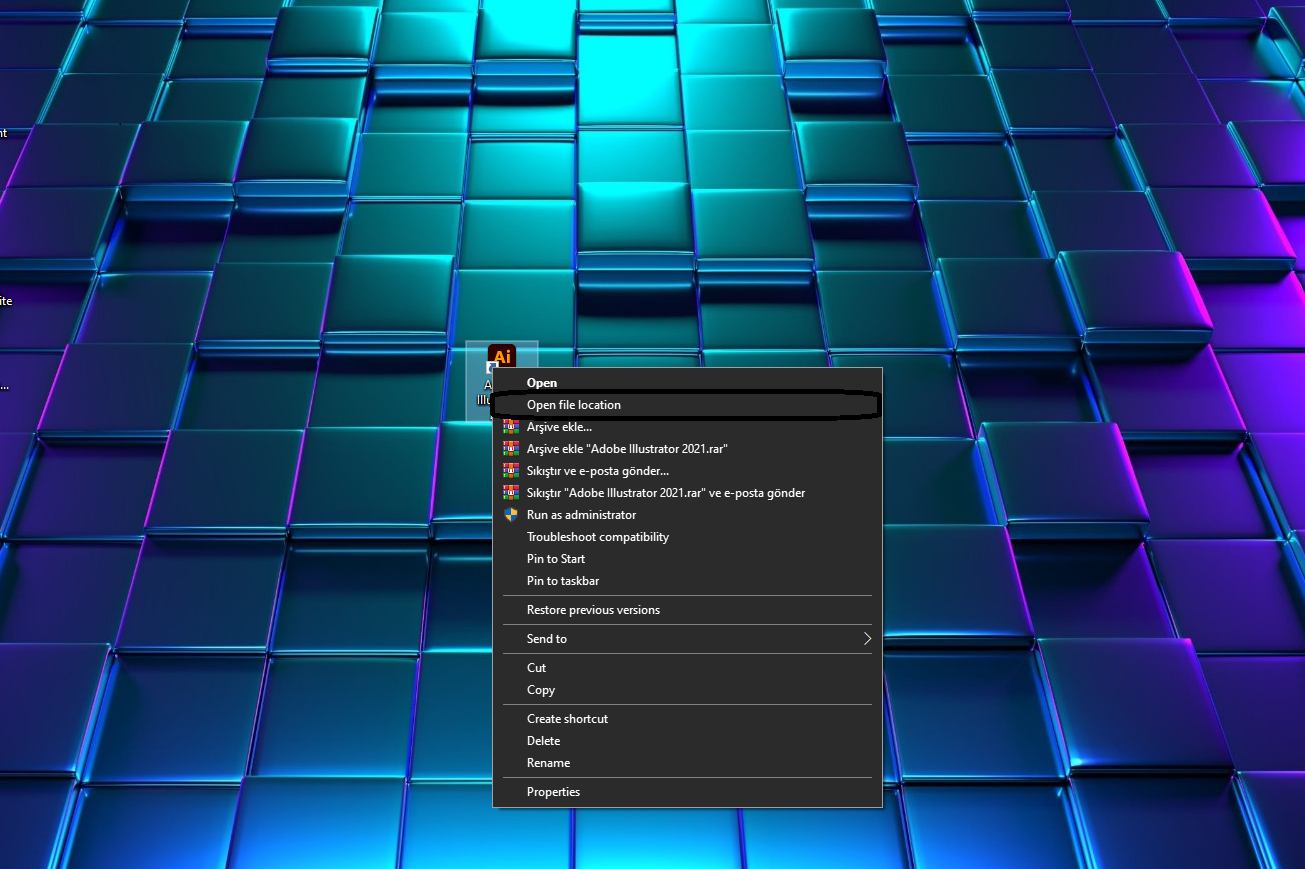 nt
ite
...
Ai
A
Illu
Open
Open file location
Arşive ekle...
Arşive ekle "Adobe Illustrator 2021.rar"
Sıkıştır ve e-posta gönder...
Sıkıştır "Adobe Illustrator 2021.rar" ve e-posta gönder
Run as administrator
Troubleshoot compatibility
Pin to Start
Pin to taskbar
Restore previous versions
Send to
Cut
Copy
Create shortcut
Delete
Rename
Properties